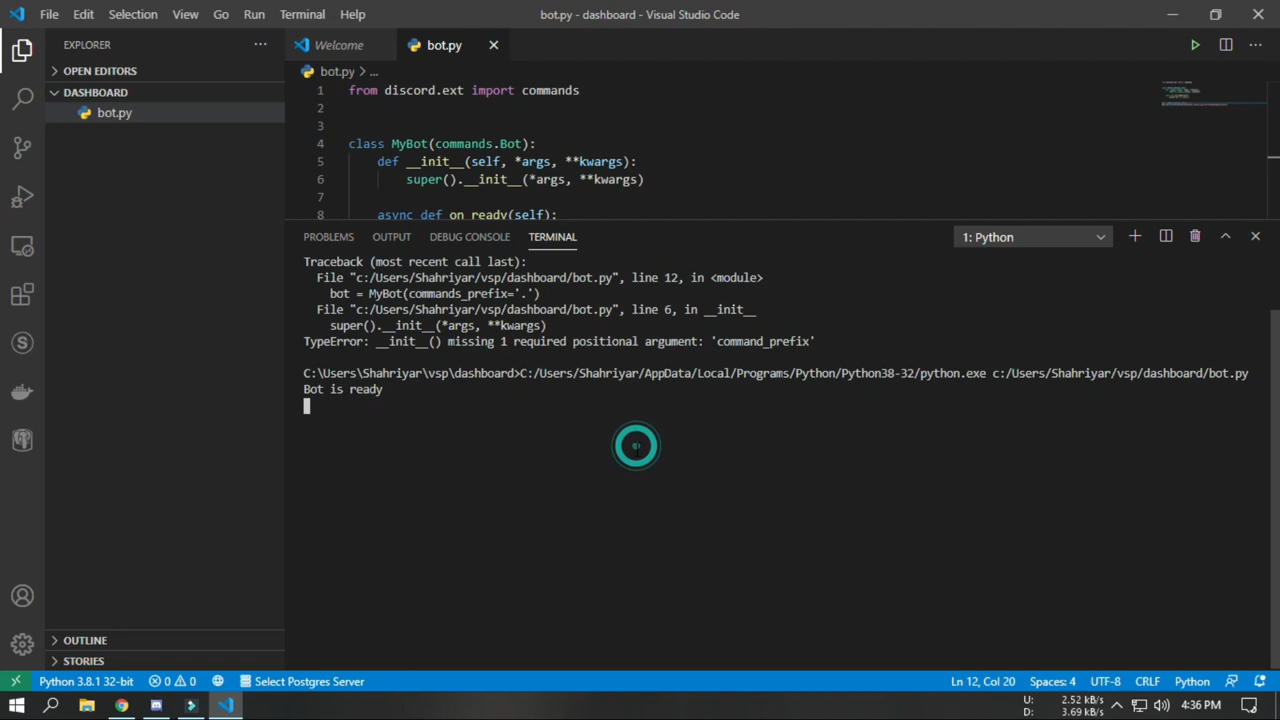 File Edit Selection View Go Run Terminal Help
bot.py - dashboard - Visual Studio Code
EXPLORER
OPEN EDITORS
DASHBOARD
bot.py
OUTLINE
STORIES
Welcome
bot.py
bot.py > ...
1 from discord.ext import commands
2
3
4 class MyBot(commands.Bot):
5 def __init__(self, *args, **kwargs):
6 super().__init__(*args, **kwargs)
7
8 async def on_ready(self):
PROBLEMS OUTPUT DEBUG CONSOLE TERMINAL
1: Python
Traceback (most recent call last):
File "c:/Users/Shahriyar/vsp/dashboard/bot.py", line 12, in <module>
bot = MyBot(commands_prefix='.')
File "c:/Users/Shahriyar/vsp/dashboard/bot.py", line 6, in __init__
super().__init__(*args, **kwargs)
TypeError: __init__() missing 1 required positional argument: 'command_prefix'
C:\Users\Shahriyar\vsp\dashboard>C:/Users/Shahriyar/AppData/Local/Programs/Python/Python38-32/python.exe c:/Users/Shahriyar/vsp/dashboard/bot.py
Bot is ready
Python 3.8.1 32-bit 0 0 Select Postgres Server
Ln 12, Col 20 Spaces: 4 UTF-8 CRLF Python
U: 2.52 kB/s
D: 3.69 kB/s
4:36 PM